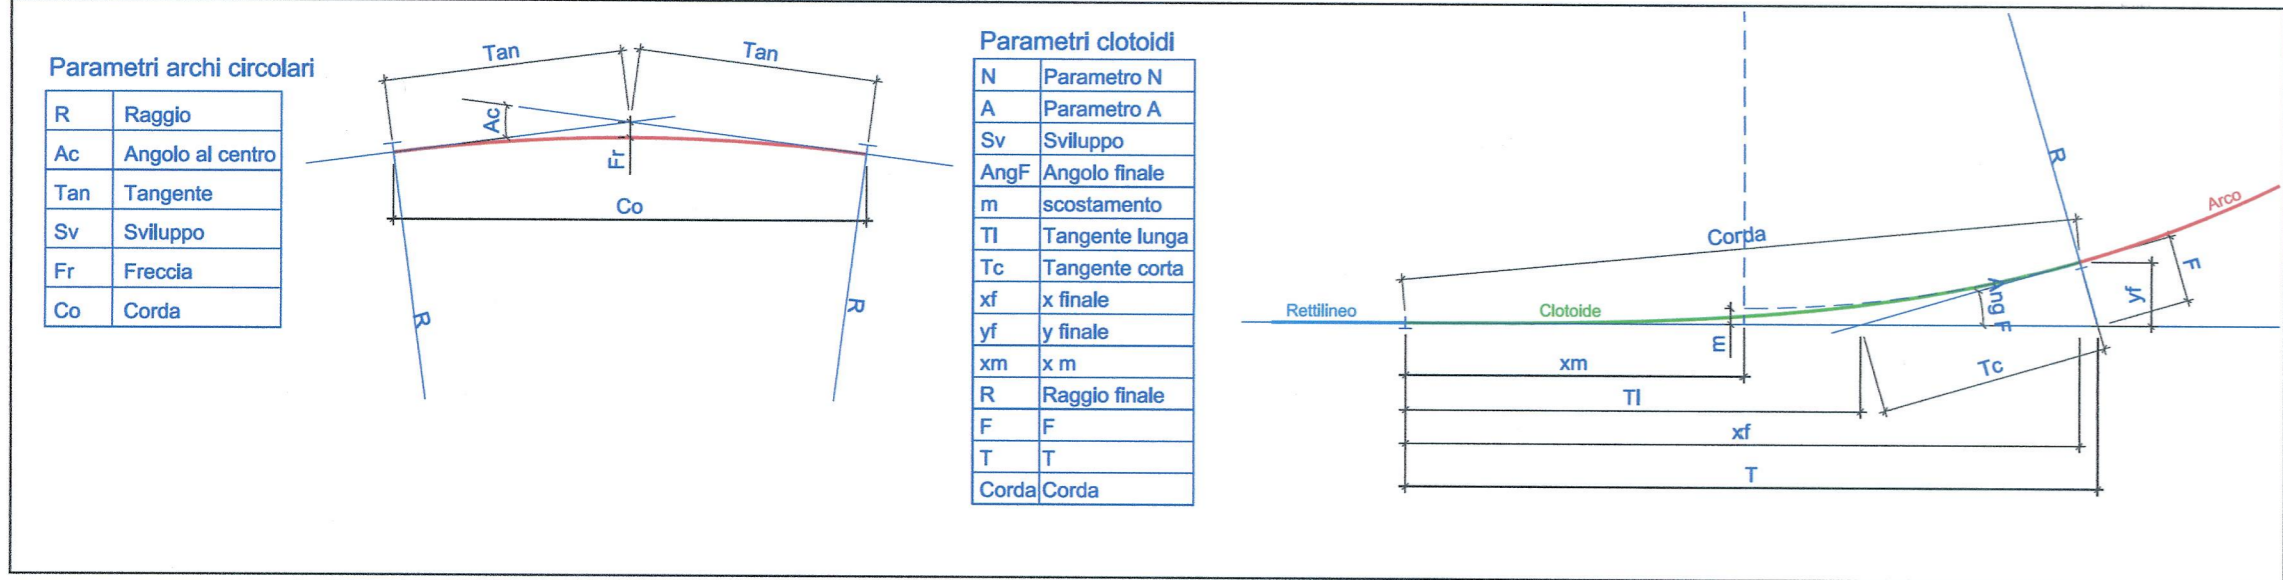 Parametri archi circolari
R Raggio
Ac Angolo al centro
Tan Tangente
Sv Sviluppo
Fr Freccia
Co Corda
Tan
Tan
Ac
Fr
Co
R
R
Parametri clotoidi
N Parametro N
A Parametro A
Sv Sviluppo
AngF Angolo finale
m scostamento
Tl Tangente lunga
Tc Tangente corta
xf x finale
yf y finale
xm x m
R Raggio finale
F F
T T
Corda Corda
R
Arco
Corda
F
yf
Ang F
Rettilineo
Clotoide
m
xm
Tc
Tl
xf
T